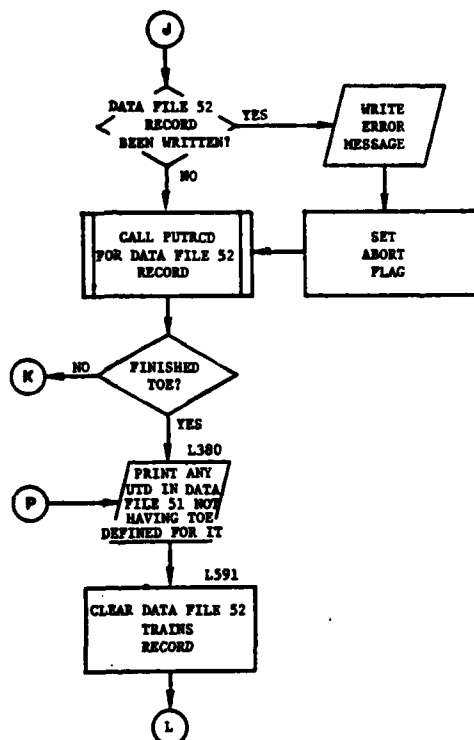 J
DATA FILE 52
RECORD
BEEN WRITTEN?
YES
WRITE
ERROR
MESSAGE
NO
CALL PUTRCD
FOR DATA FILE 52
RECORD
SET
ABORT
FLAG
K
NO
FINISHED
TOE?
YES
L380
P
PRINT ANY
UTD IN DATA
FILE 51 NOT
HAVING TOE
DEFINED FOR IT
L591
CLEAR DATA FILE 52
TRAINS
RECORD
L